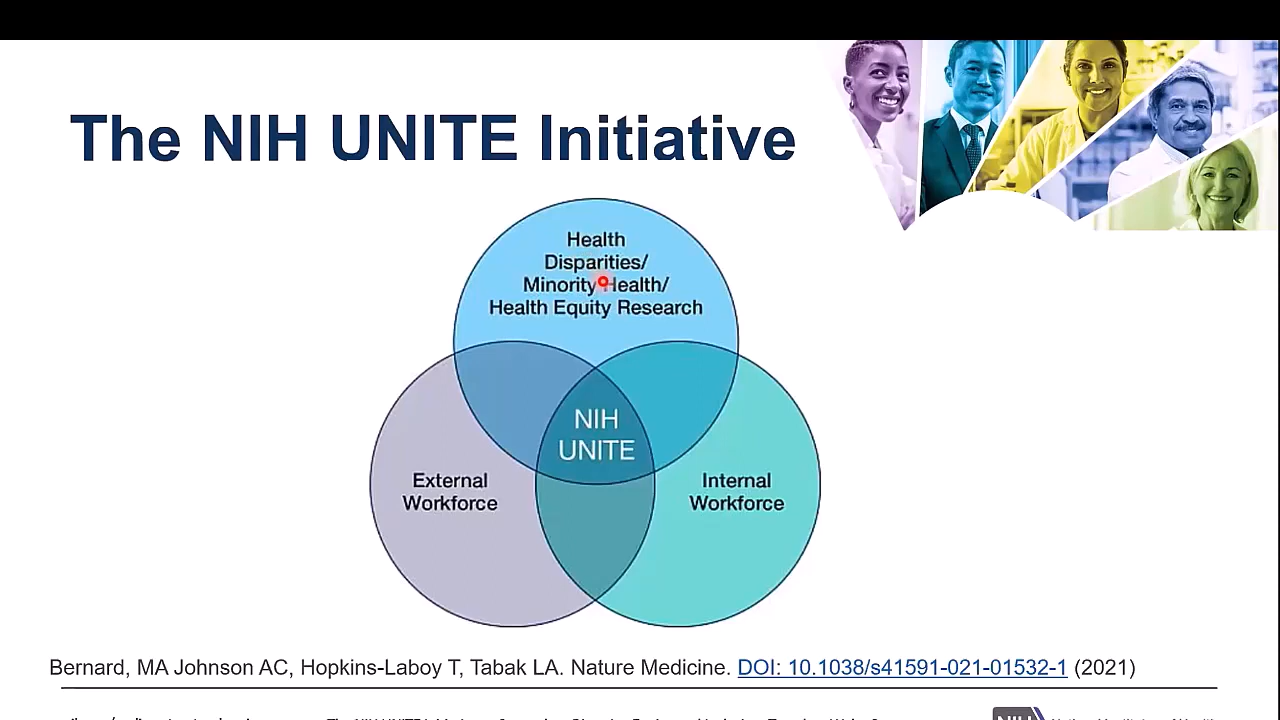 The NIH UNITE Initiative
Health
Disparities/
Minority Health/
Health Equity Research
NIH
UNITE
External
Workforce
Internal
Workforce
Bernard, MA Johnson AC, Hopkins-Laboy T, Tabak LA. Nature Medicine. DOI: 10.1038/s41591-021-01532-1 (2021)
NIH